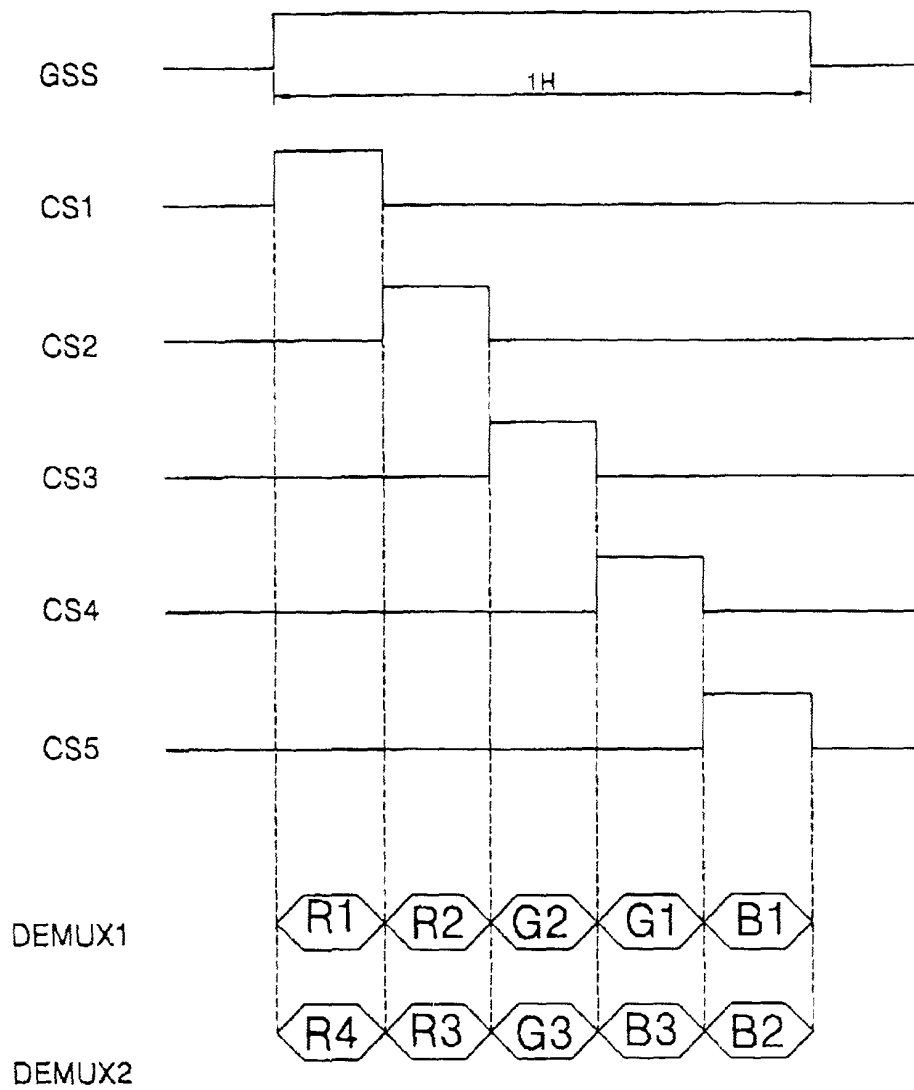 GSS
1H
CS1
CS2
CS3
CS4
CS5
DEMUX1 R1 R2 G2 G1 B1
DEMUX2 R4 R3 G3 B3 B2